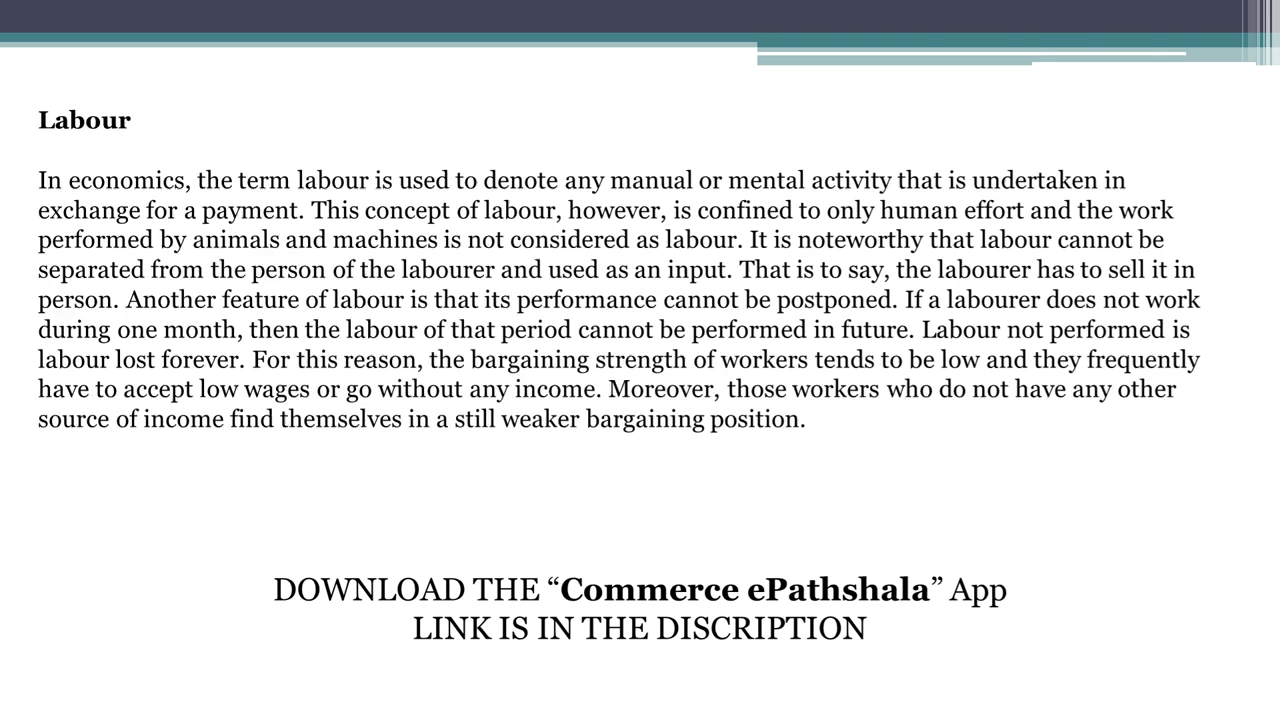 Labour
In economics, the term labour is used to denote any manual or mental activity that is undertaken in
exchange for a payment. This concept of labour, however, is confined to only human effort and the work
performed by animals and machines is not considered as labour. It is noteworthy that labour cannot be
separated from the person of the labourer and used as an input. That is to say, the labourer has to sell it in
person. Another feature of labour is that its performance cannot be postponed. If a labourer does not work
during one month, then the labour of that period cannot be performed in future. Labour not performed is
labour lost forever. For this reason, the bargaining strength of workers tends to be low and they frequently
have to accept low wages or go without any income. Moreover, those workers who do not have any other
source of income find themselves in a still weaker bargaining position.
DOWNLOAD THE “Commerce ePathshala” App
LINK IS IN THE DISCRIPTION